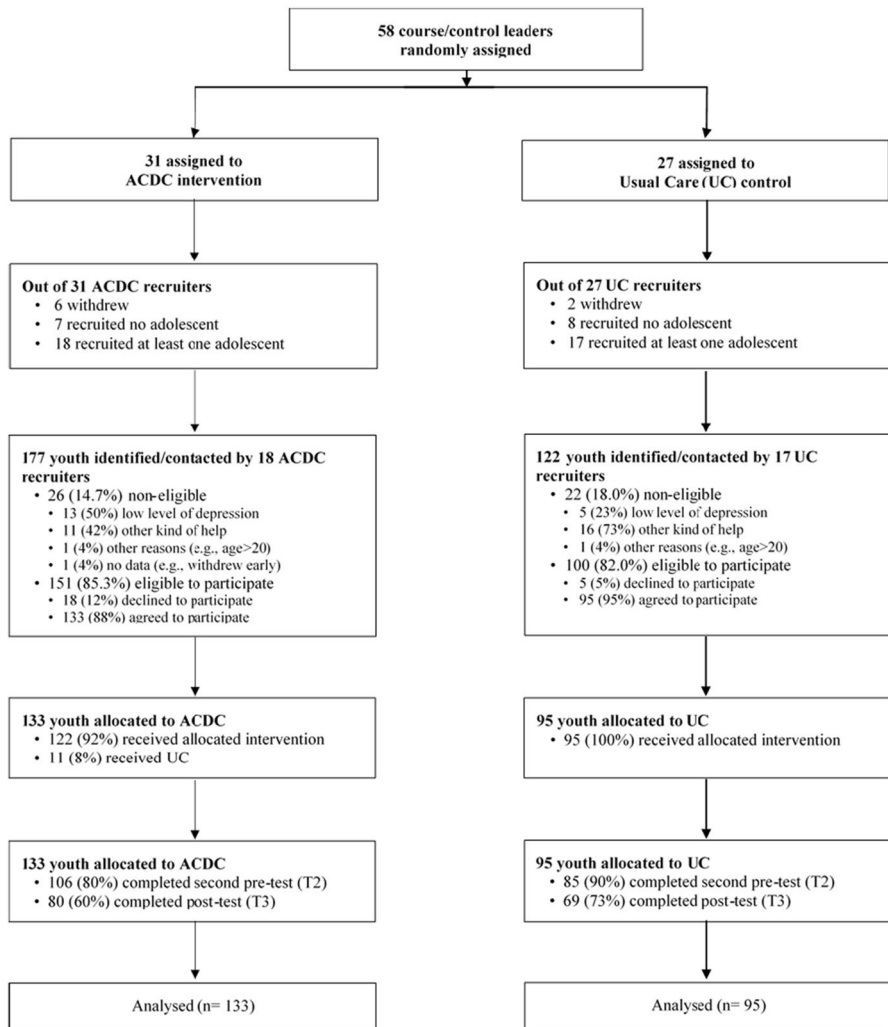 58 course/control leaders
randomly assigned
31 assigned to
ACDC intervention
27 assigned to
Usual Care (UC) control
Out of 31 ACDC recruiters
• 6 withdrew
• 7 recruited no adolescent
• 18 recruited at least one adolescent
Out of 27 UC recruiters
• 2 withdrew
• 8 recruited no adolescent
• 17 recruited at least one adolescent
177 youth identified/contacted by 18 ACDC
recruiters
• 26 (14.7%) non-eligible
• 13 (50%) low level of depression
• 11 (42%) other kind of help
• 1 (4%) other reasons (e.g., age>20)
• 1 (4%) no data (e.g., withdrew early)
• 151 (85.3%) eligible to participate
• 18 (12%) declined to participate
• 133 (88%) agreed to participate
122 youth identified/contacted by 17 UC
recruiters
• 22 (18.0%) non-eligible
• 5 (23%) low level of depression
• 16 (73%) other kind of help
• 1 (4%) other reasons (e.g., age>20)
• 100 (82.0%) eligible to participate
• 5 (5%) declined to participate
• 95 (95%) agreed to participate
133 youth allocated to ACDC
• 122 (92%) received allocated intervention
• 11 (8%) received UC
95 youth allocated to UC
• 95 (100%) received allocated intervention
133 youth allocated to ACDC
• 106 (80%) completed second pre-test (T2)
• 80 (60%) completed post-test (T3)
95 youth allocated to UC
• 85 (90%) completed second pre-test (T2)
• 69 (73%) completed post-test (T3)
Analysed (n= 133)
Analysed (n= 95)